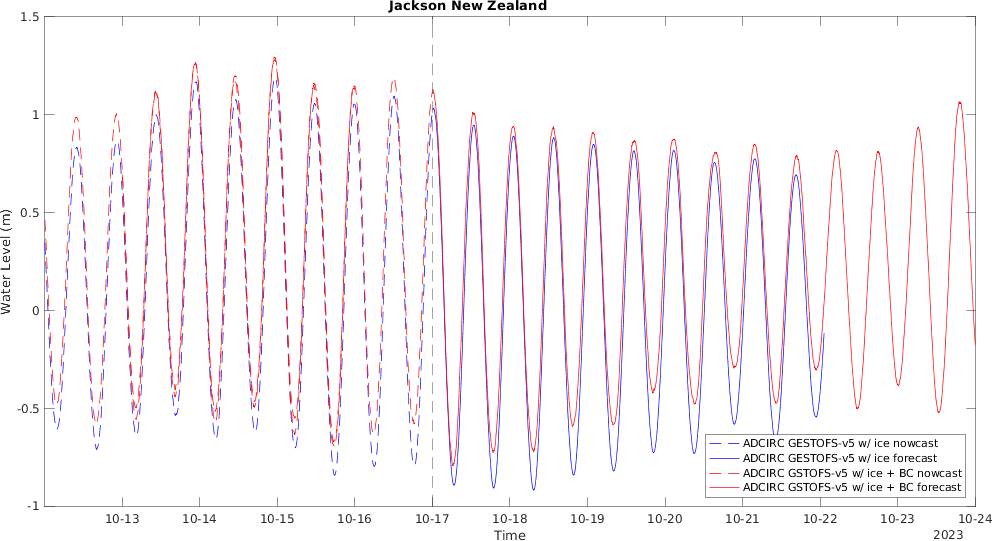 Jackson New Zealand
1.5
1
0.5
0
-0.5
-1
Water Level (m)
10-13 10-14 10-15 10-16 10-17 10-18 10-19 10-20 10-21 10-22 10-23 10-24
Time
2023
ADCIRC GESTOFS-v5 w/ ice nowcast
ADCIRC GESTOFS-v5 w/ ice forecast
ADCIRC GSTOFS-v5 w/ ice + BC nowcast
ADCIRC GSTOFS-v5 w/ ice + BC forecast